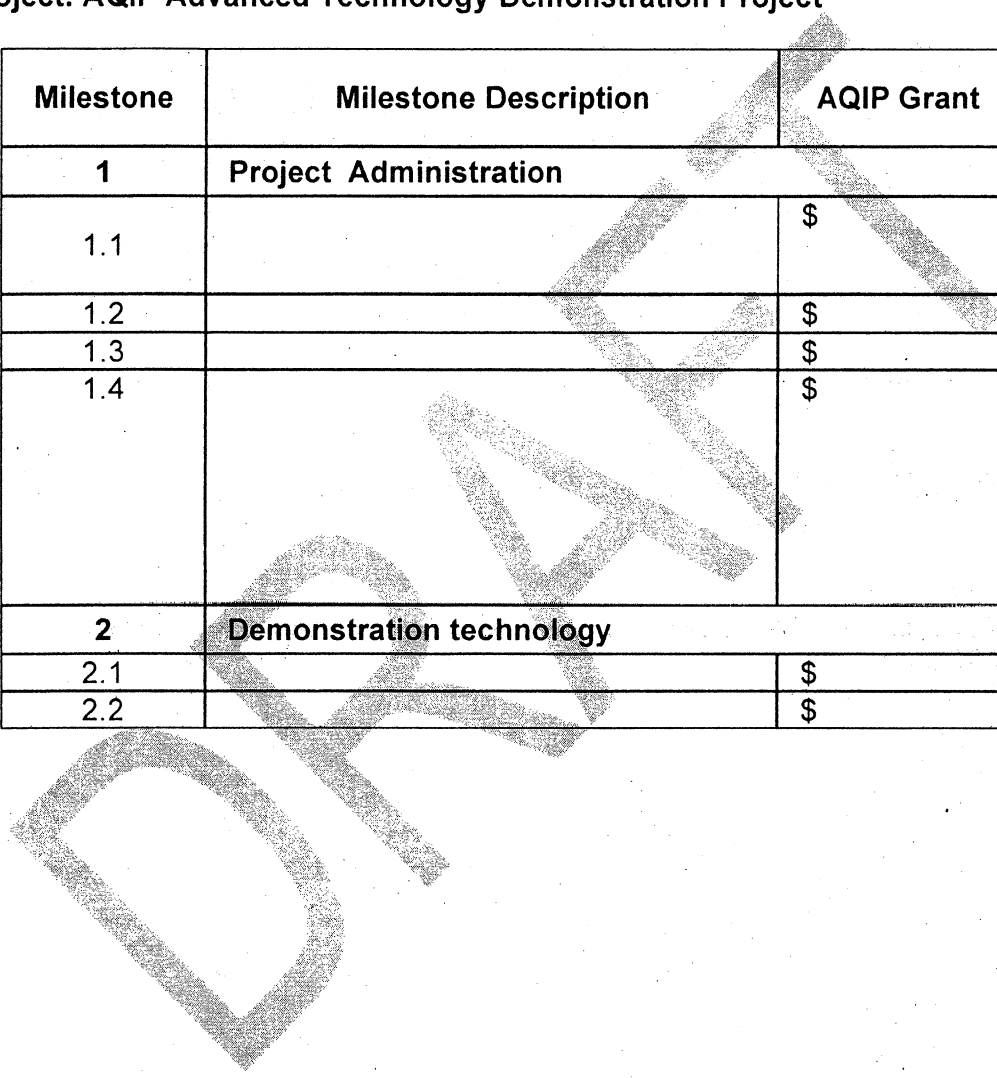 oject: AQIP Advanced Technology Demonstration Project
Milestone Milestone Description AQIP Grant
1 Project Administration
1.1 $
1.2 $
1.3 $
1.4 $
2 Demonstration technology
2.1 $
2.2 $
DRAFT